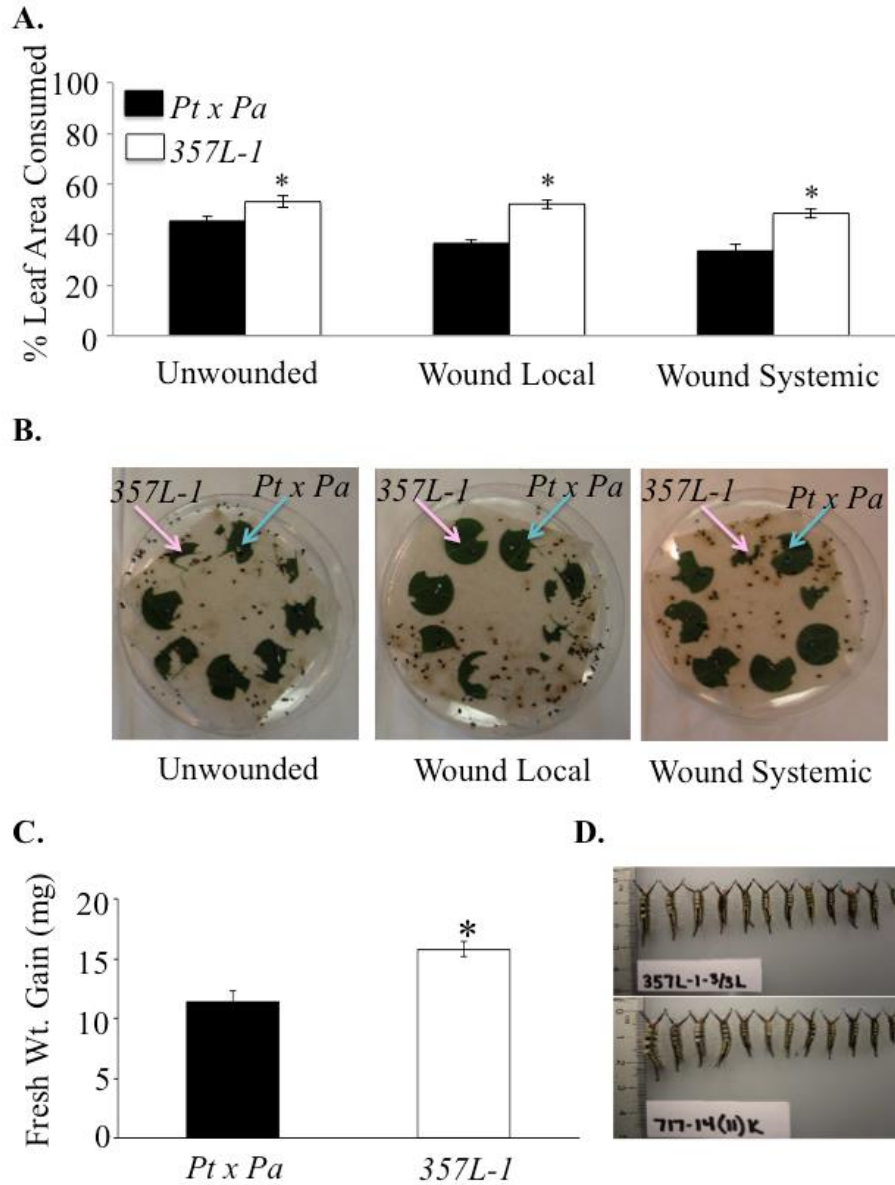 A.
% Leaf Area Consumed
100
80
60
40
20
0
Pt x Pa
357L-1
*
*
*
Unwounded
Wound Local
Wound Systemic
B.
357L-1
Pt x Pa
357L-1
Pt x Pa
357L-1
Pt x Pa
Unwounded
Wound Local
Wound Systemic
C.
Fresh Wt. Gain (mg)
20
15
10
5
0
*
Pt x Pa
357L-1
D.
357L-1-3/3L
717-14(11)K